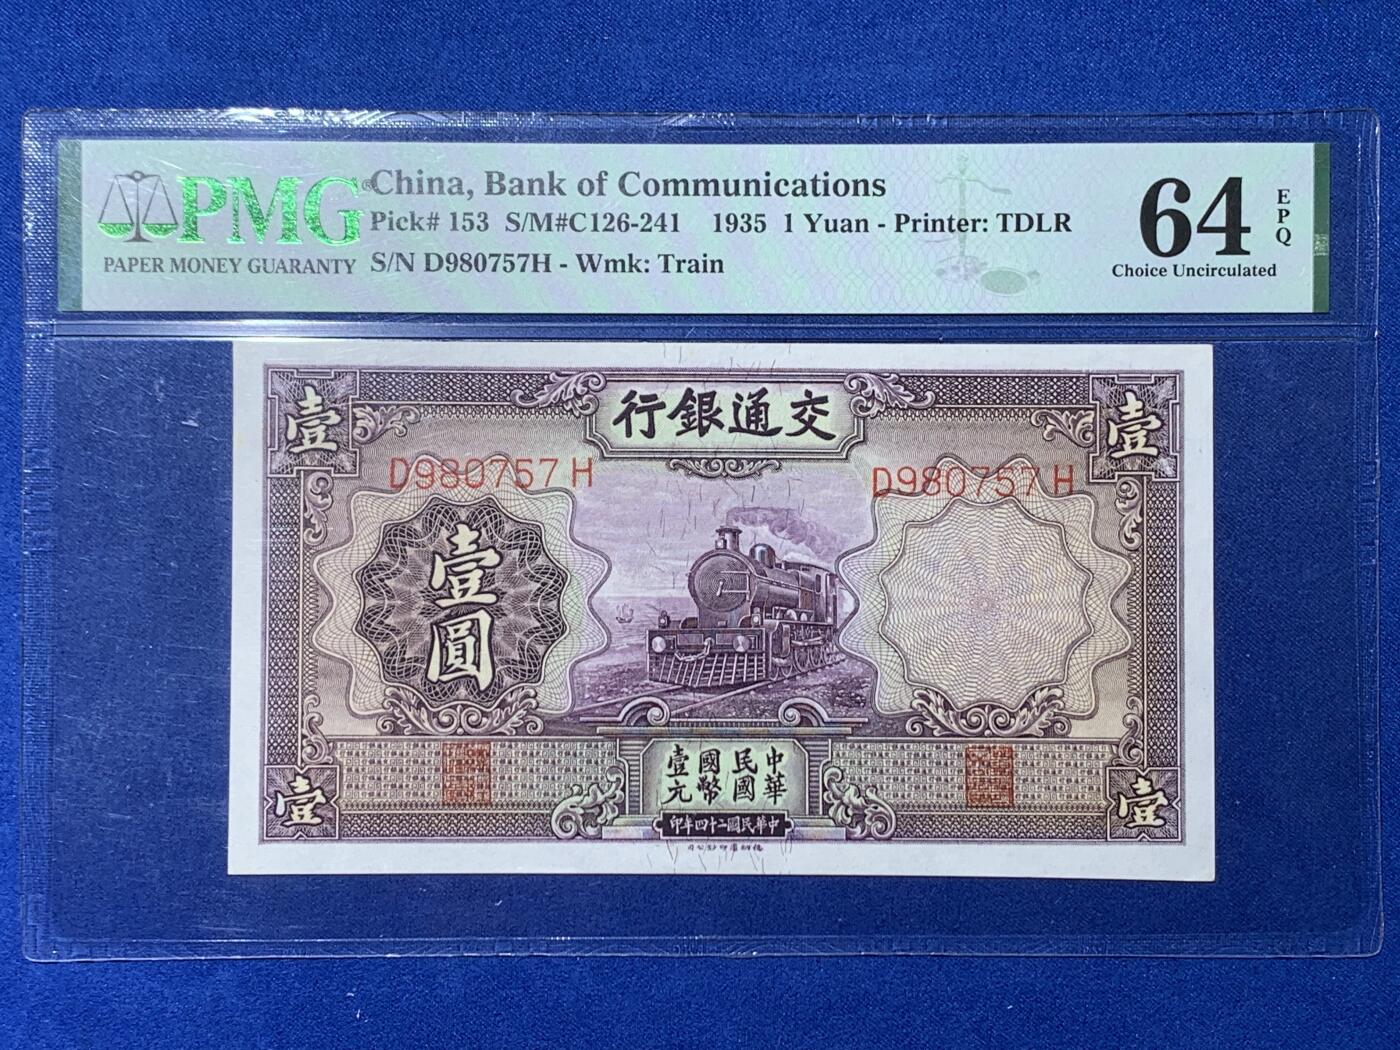 PMG®
PAPER MONEY GUARANTY
China, Bank of Communications
Pick# 153 S/M#C126-241 1935 1 Yuan - Printer: TDLR
S/N D980757H - Wmk: Train
64
EPQ
Choice Uncirculated
壹
行銀通交
壹
D980757H
D980757H
壹圓
中華民國國幣壹元
壹
印年四十二國民華中
壹